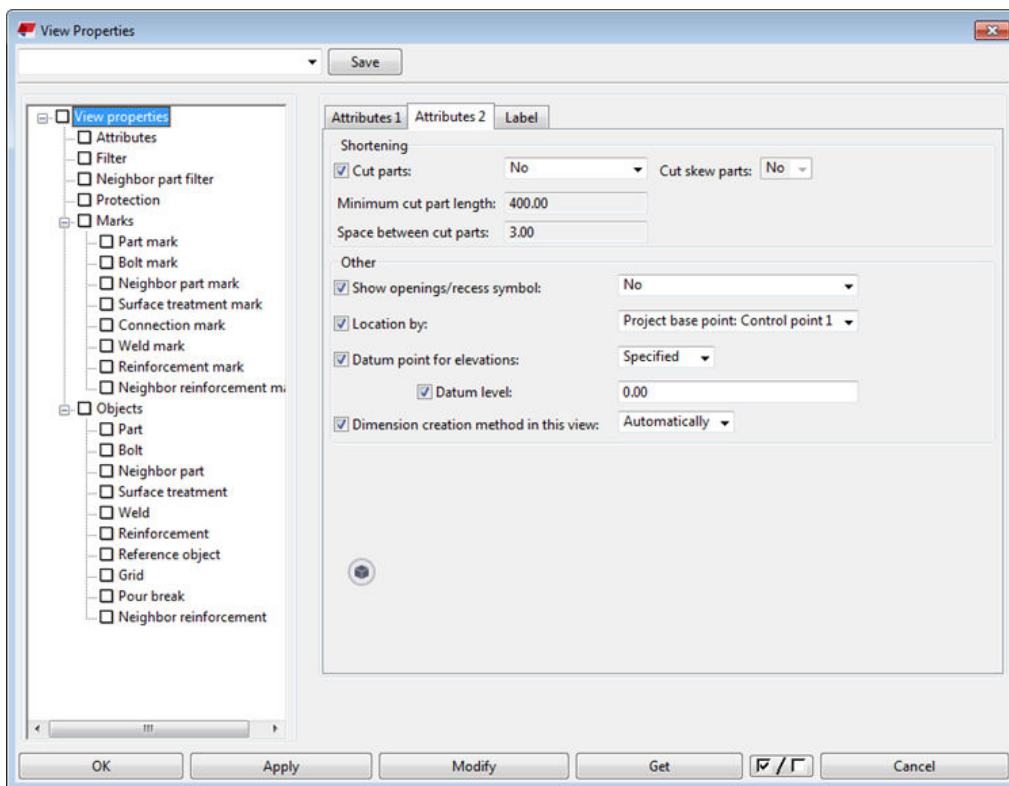 View Properties
Save
View properties
Attributes
Filter
Neighbor part filter
Protection
Marks
Part mark
Bolt mark
Neighbor part mark
Surface treatment mark
Connection mark
Weld mark
Reinforcement mark
Neighbor reinforcement ma
Objects
Part
Bolt
Neighbor part
Surface treatment
Weld
Reinforcement
Reference object
Grid
Pour break
Neighbor reinforcement
Attributes 1 Attributes 2 Label
Shortening
Cut parts: No Cut skew parts: No
Minimum cut part length: 400.00
Space between cut parts: 3.00
Other
Show openings/recess symbol: No
Location by: Project base point: Control point 1
Datum point for elevations: Specified
Datum level: 0.00
Dimension creation method in this view: Automatically
OK Apply Modify Get / Cancel